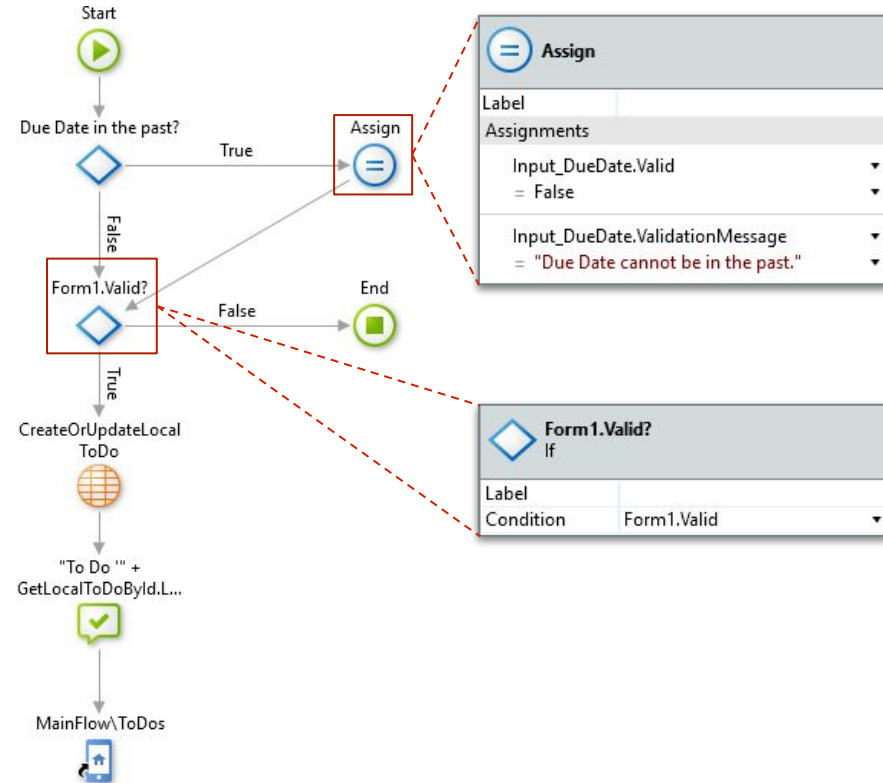 Start
Due Date in the past?
True
Assign
False
Form1.Valid?
False
End
True
CreateOrUpdateLocal
ToDo
"To Do '" +
GetLocalToDoById.L...
MainFlow\ToDos
Assign
Label
Assignments
Input_DueDate.Valid
= False
Input_DueDate.ValidationMessage
= "Due Date cannot be in the past."
Form1.Valid?
If
Label
Condition Form1.Valid